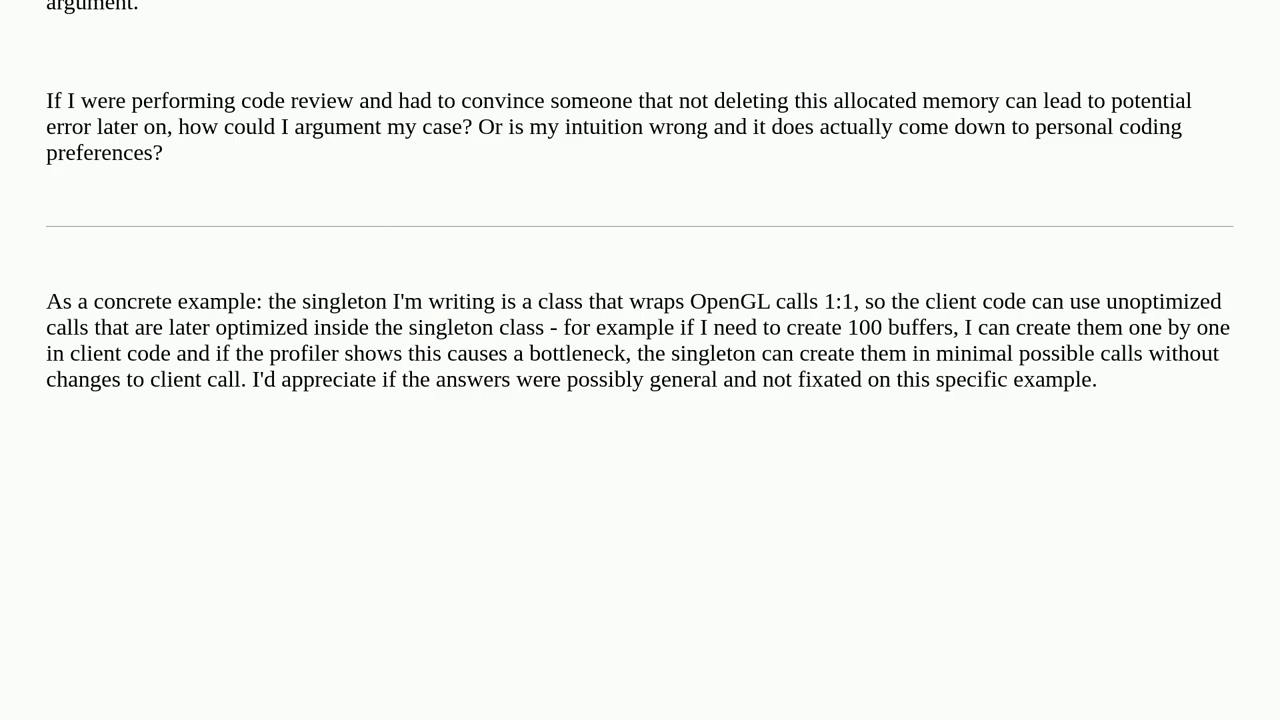 argument.
If I were performing code review and had to convince someone that not deleting this allocated memory can lead to potential
error later on, how could I argument my case? Or is my intuition wrong and it does actually come down to personal coding
preferences?
As a concrete example: the singleton I'm writing is a class that wraps OpenGL calls 1:1, so the client code can use unoptimized
calls that are later optimized inside the singleton class - for example if I need to create 100 buffers, I can create them one by one
in client code and if the profiler shows this causes a bottleneck, the singleton can create them in minimal possible calls without
changes to client call. I'd appreciate if the answers were possibly general and not fixated on this specific example.